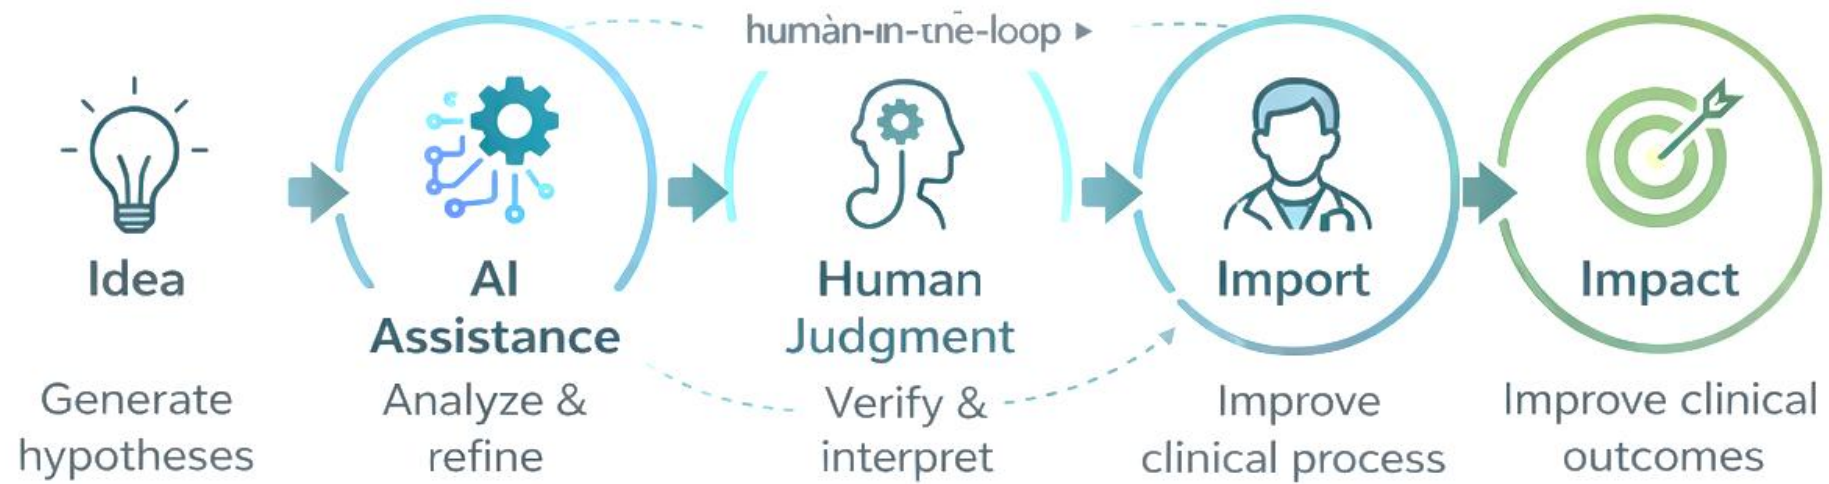 humàn-ın-tnē-loop
Idea
AI
Assistance
Human
Judgment
Import
Impact
Generate
hypotheses
Analyze &
refine
Verify &
interpret
Improve
clinical process
Improve clinical
outcomes